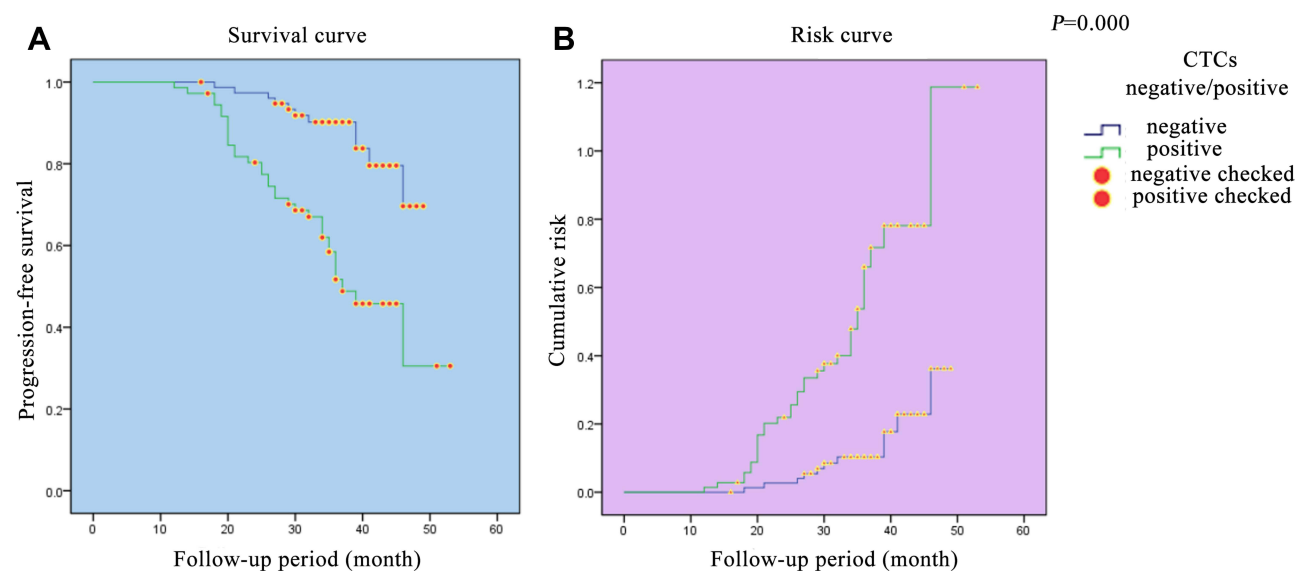 A
Survival curve
Progression-free survival
1.0
0.8
0.6
0.4
0.2
0.0
0 10 20 30 40 50 60
Follow-up period (month)
B
Risk curve
Cumulative risk
1.2
1.0
0.8
0.6
0.4
0.2
0.0
0 10 20 30 40 50 60
Follow-up period (month)
P=0.000
CTCs
negative/positive
negative
positive
negative checked
positive checked